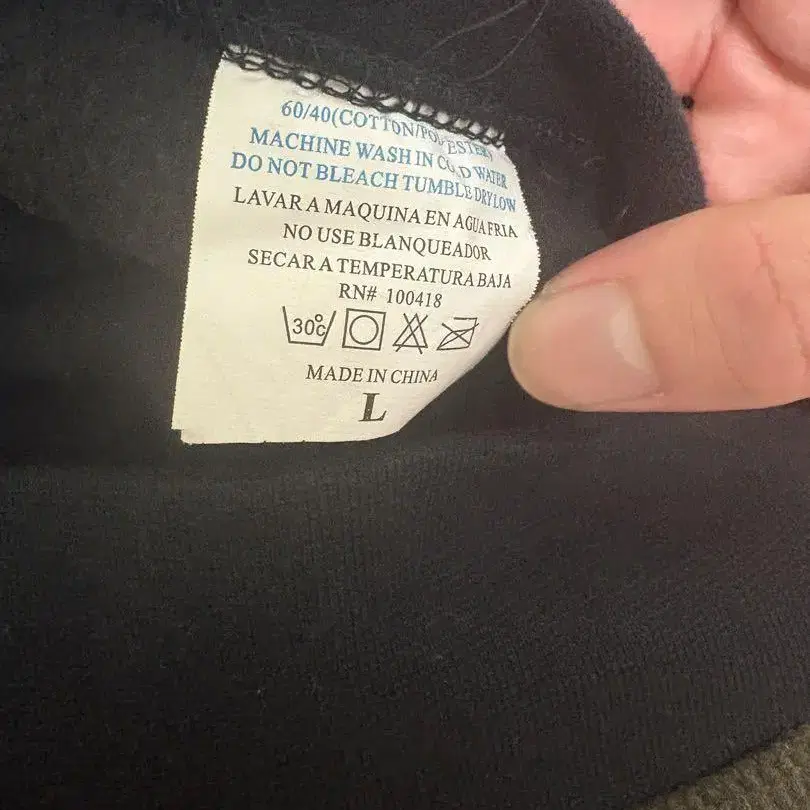 60/40(COTTON/POLYESTER)
MACHINE WASH IN COLD WATER
DO NOT BLEACH TUMBLE DRY LOW
LAVAR A MAQUINA EN AGUA FRIA
NO USE BLANQUEADOR
SECAR A TEMPERATURA BAJA
RN# 100418
30°C
MADE IN CHINA
L